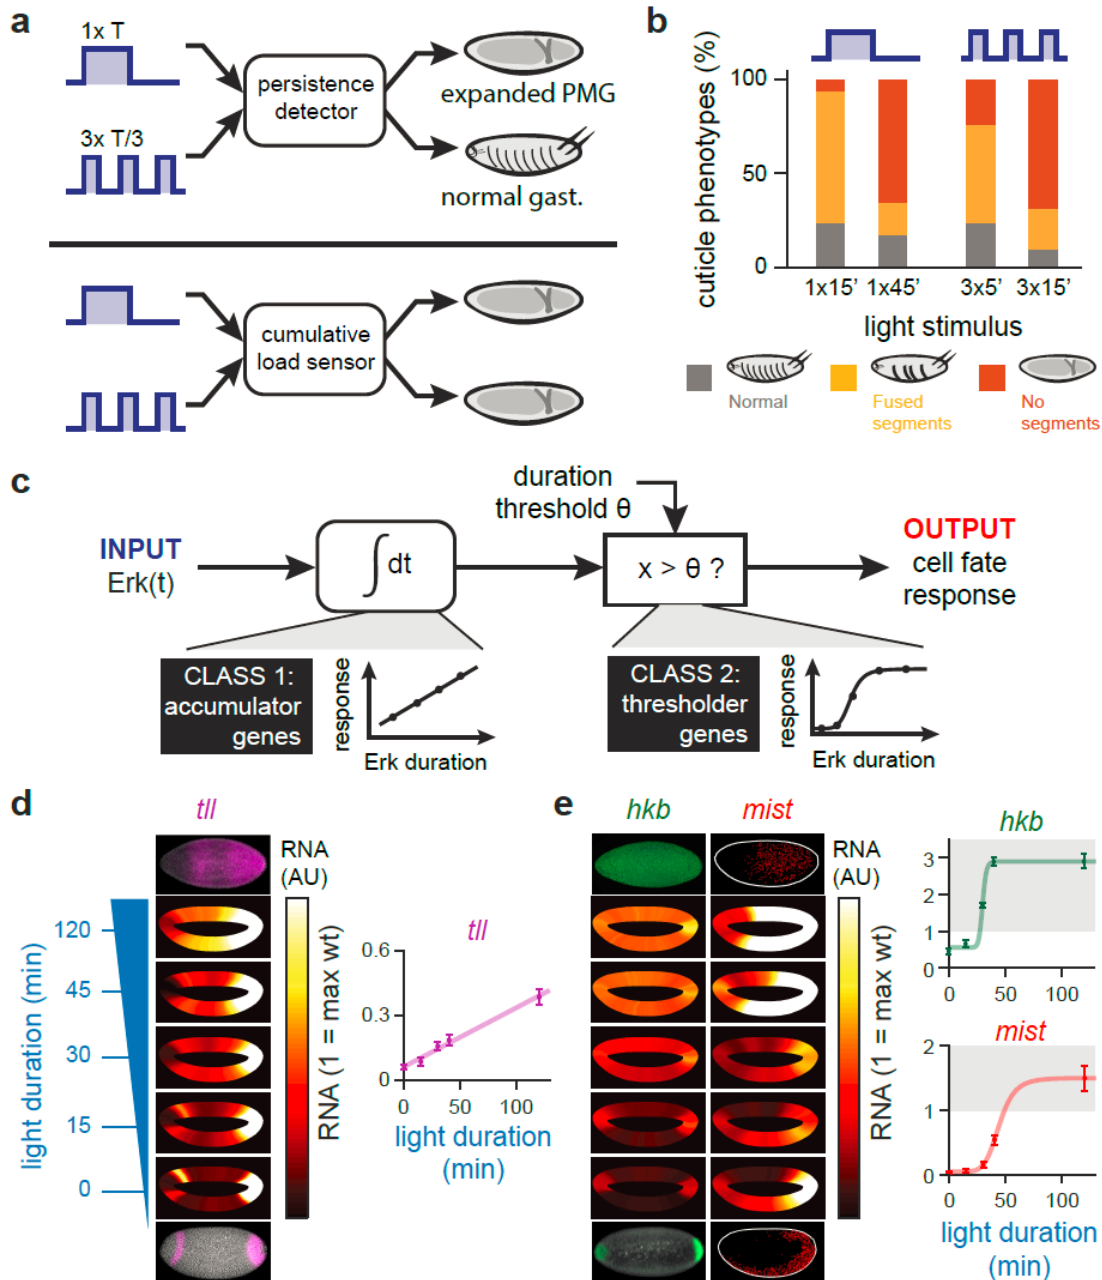 a
1x T
3x T/3
persistence
detector
expanded PMG
normal gast.
cumulative
load sensor
b
cuticle phenotypes (%)
100
50
0
1x15’ 1x45’ 3x5’ 3x15’
light stimulus
Normal
Fused
segments
No
segments
c
INPUT
Erk(t)
∫ dt
duration
threshold θ
x > θ ?
OUTPUT
cell fate
response
CLASS 1:
accumulator
genes
response
Erk duration
CLASS 2:
thresholder
genes
response
Erk duration
d
tll
light duration (min)
120
45
30
15
0
RNA
(AU)
RNA (1 = max wt)
tll
0.6
0.3
0
0 50 100
light duration
(min)
e
hkb mist
RNA
(AU)
RNA (1 = max wt)
hkb
3
2
1
0
0 100
mist
2
1
0
0 100
light duration
(min)